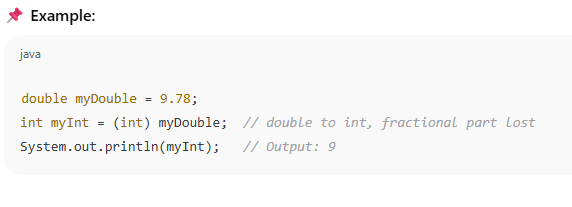 📌 Example:
java
double myDouble = 9.78;
int myInt = (int) myDouble;  // double to int, fractional part lost
System.out.println(myInt);   // Output: 9